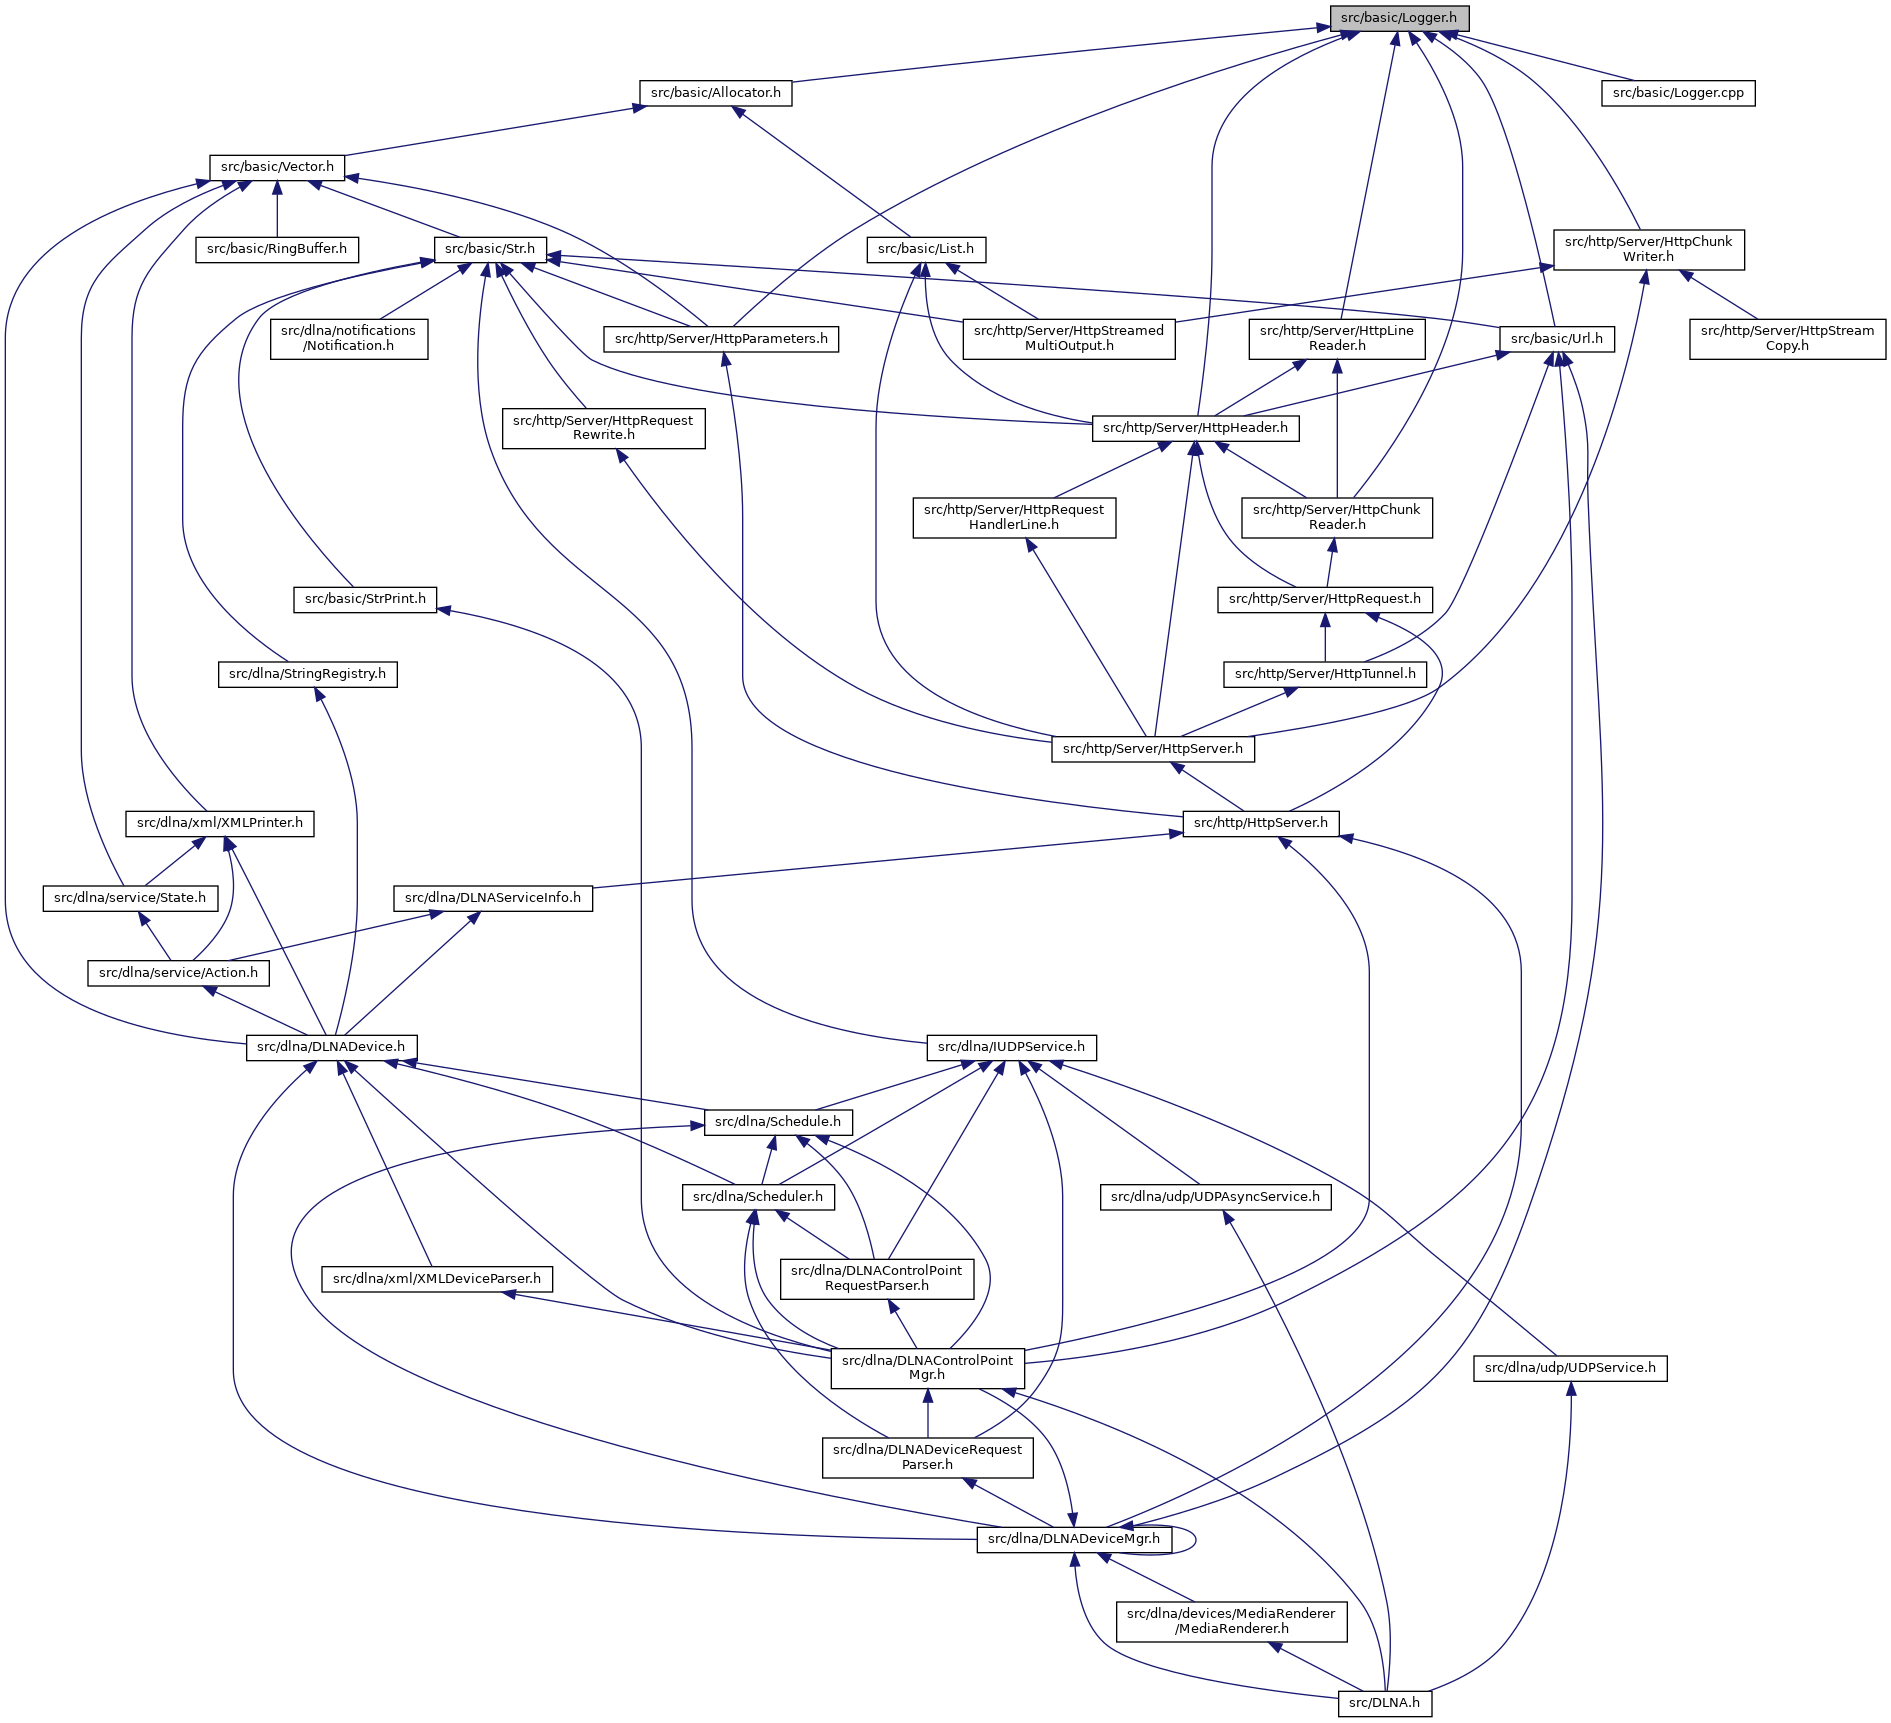 src/basic/Logger.h
src/basic/Allocator.h
src/basic/Logger.cpp
src/basic/Vector.h
src/basic/RingBuffer.h
src/basic/Str.h
src/basic/List.h
src/http/Server/HttpChunk
Writer.h
src/dlna/notifications
/Notification.h
src/http/Server/HttpParameters.h
src/http/Server/HttpStreamed
MultiOutput.h
src/http/Server/HttpLine
Reader.h
src/basic/Url.h
src/http/Server/HttpStream
Copy.h
src/http/Server/HttpRequest
Rewrite.h
src/http/Server/HttpHeader.h
src/http/Server/HttpRequest
HandlerLine.h
src/http/Server/HttpChunk
Reader.h
src/basic/StrPrint.h
src/http/Server/HttpRequest.h
src/dlna/StringRegistry.h
src/http/Server/HttpTunnel.h
src/http/Server/HttpServer.h
src/dlna/xml/XMLPrinter.h
src/http/HttpServer.h
src/dlna/service/State.h
src/dlna/DLNAServiceInfo.h
src/dlna/service/Action.h
src/dlna/DLNADevice.h
src/dlna/IUDPService.h
src/dlna/Schedule.h
src/dlna/Scheduler.h
src/dlna/udp/UDPAsyncService.h
src/dlna/xml/XMLDeviceParser.h
src/dlna/DLNAControlPoint
RequestParser.h
src/dlna/DLNAControlPoint
Mgr.h
src/dlna/udp/UDPService.h
src/dlna/DLNADeviceRequest
Parser.h
src/dlna/DLNADeviceMgr.h
src/dlna/devices/MediaRenderer
/MediaRenderer.h
src/DLNA.h